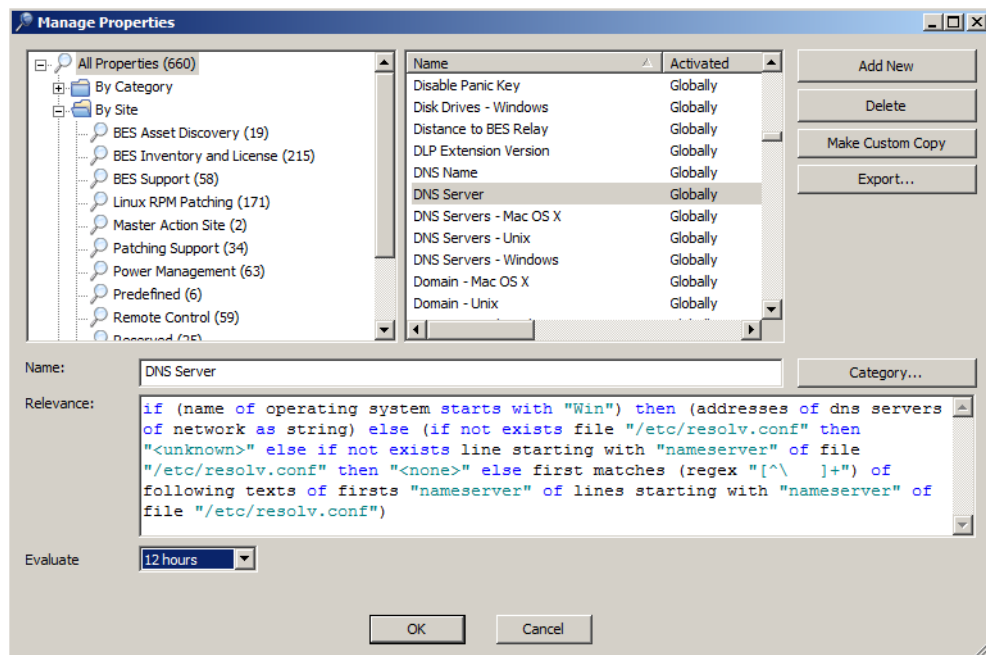 Manage Properties
All Properties (660)
By Category
By Site
BES Asset Discovery (19)
BES Inventory and License (215)
BES Support (58)
Linux RPM Patching (171)
Master Action Site (2)
Patching Support (34)
Power Management (63)
Predefined (6)
Remote Control (59)
Name Activated
Disable Panic Key Globally
Disk Drives - Windows Globally
Distance to BES Relay Globally
DLP Extension Version Globally
DNS Name Globally
DNS Server Globally
DNS Servers - Mac OS X Globally
DNS Servers - Unix Globally
DNS Servers - Windows Globally
Domain - Mac OS X Globally
Domain - Unix Globally
Add New
Delete
Make Custom Copy
Export...
Name: DNS Server
Category...
Relevance:
if (name of operating system starts with "Win") then (addresses of dns servers
of network as string) else (if not exists file "/etc/resolv.conf" then
"<unknown>" else if not exists line starting with "nameserver" of file
"/etc/resolv.conf" then "<none>" else first matches (regex "[^\   ]+") of
following texts of firsts "nameserver" of lines starting with "nameserver" of
file "/etc/resolv.conf")
Evaluate 12 hours
OK Cancel